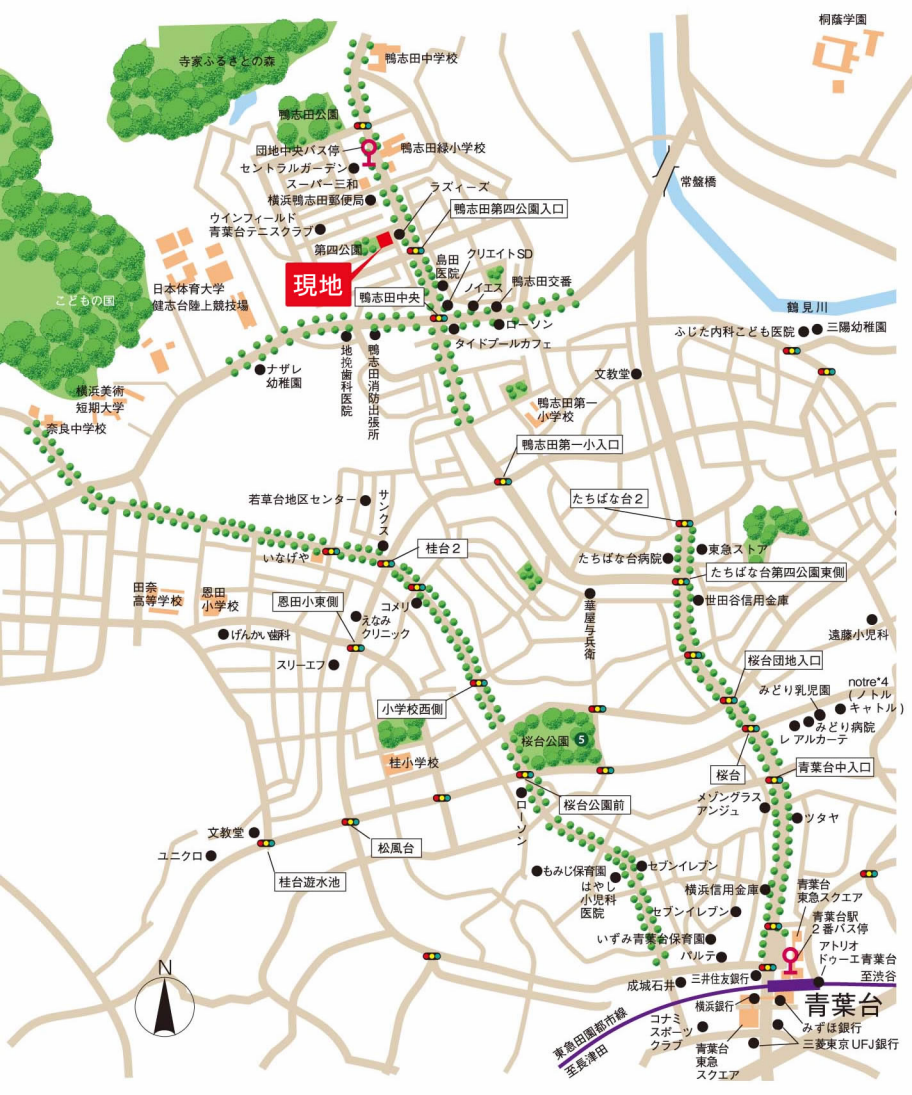 桐蔭学園
寺家ふるさとの森
鴨志田中学校
鴨志田公園
団地中央バス停
鴨志田緑小学校
セントラルガーデン
スーパー三和
常盤橋
ラズィーズ
横浜鴨志田郵便局
鴨志田第四公園入口
ウインフィールド
青葉台テニスクラブ
第四公園
島田
医院
クリエイトSD
現地
鴨志田中央
ノイエス
鴨志田交番
こどもの国
日本体育大学
健志台陸上競技場
鶴見川
ローソン
ふじた内科こども医院
三陽幼稚園
タイドプールカフェ
地挽歯科医院
鴨志田消防出張所
ナザレ
幼稚園
文教堂
横浜美術
短期大学
鴨志田第一
小学校
奈良中学校
鴨志田第一小入口
若草台地区センター
サンクス
たちばな台2
いなげや
桂台2
たちばな台病院
東急ストア
たちばな台第四公園東側
田奈
高等学校
恩田
小学校
恩田小東側
コメリ
えなみ
クリニック
華屋与兵衛
世田谷信用金庫
げんかい歯科
遠藤小児科
スリーエフ
桜台団地入口
小学校西側
みどり乳児園
notre*4
(ノトル
キャトル)
みどり病院
レ アルカーテ
桜台公園
5
桂小学校
桜台
青葉台中入口
メゾングラス
アンジュ
ツタヤ
桜台公園前
ローソン
文教堂
ユニクロ
松風台
桂台遊水池
もみじ保育園
セブンイレブン
はやし
小児科
医院
横浜信用金庫
青葉台
東急スクエア
セブンイレブン
青葉台駅
2番バス停
いずみ青葉台保育園
パルテ
アトリオ
ドゥーエ青葉台
N
成城石井
三井住友銀行
至渋谷
横浜銀行
青葉台
東急田園都市線
至長津田
コナミ
スポーツ
クラブ
みずほ銀行
青葉台
東急
スクエア
三菱東京UFJ銀行